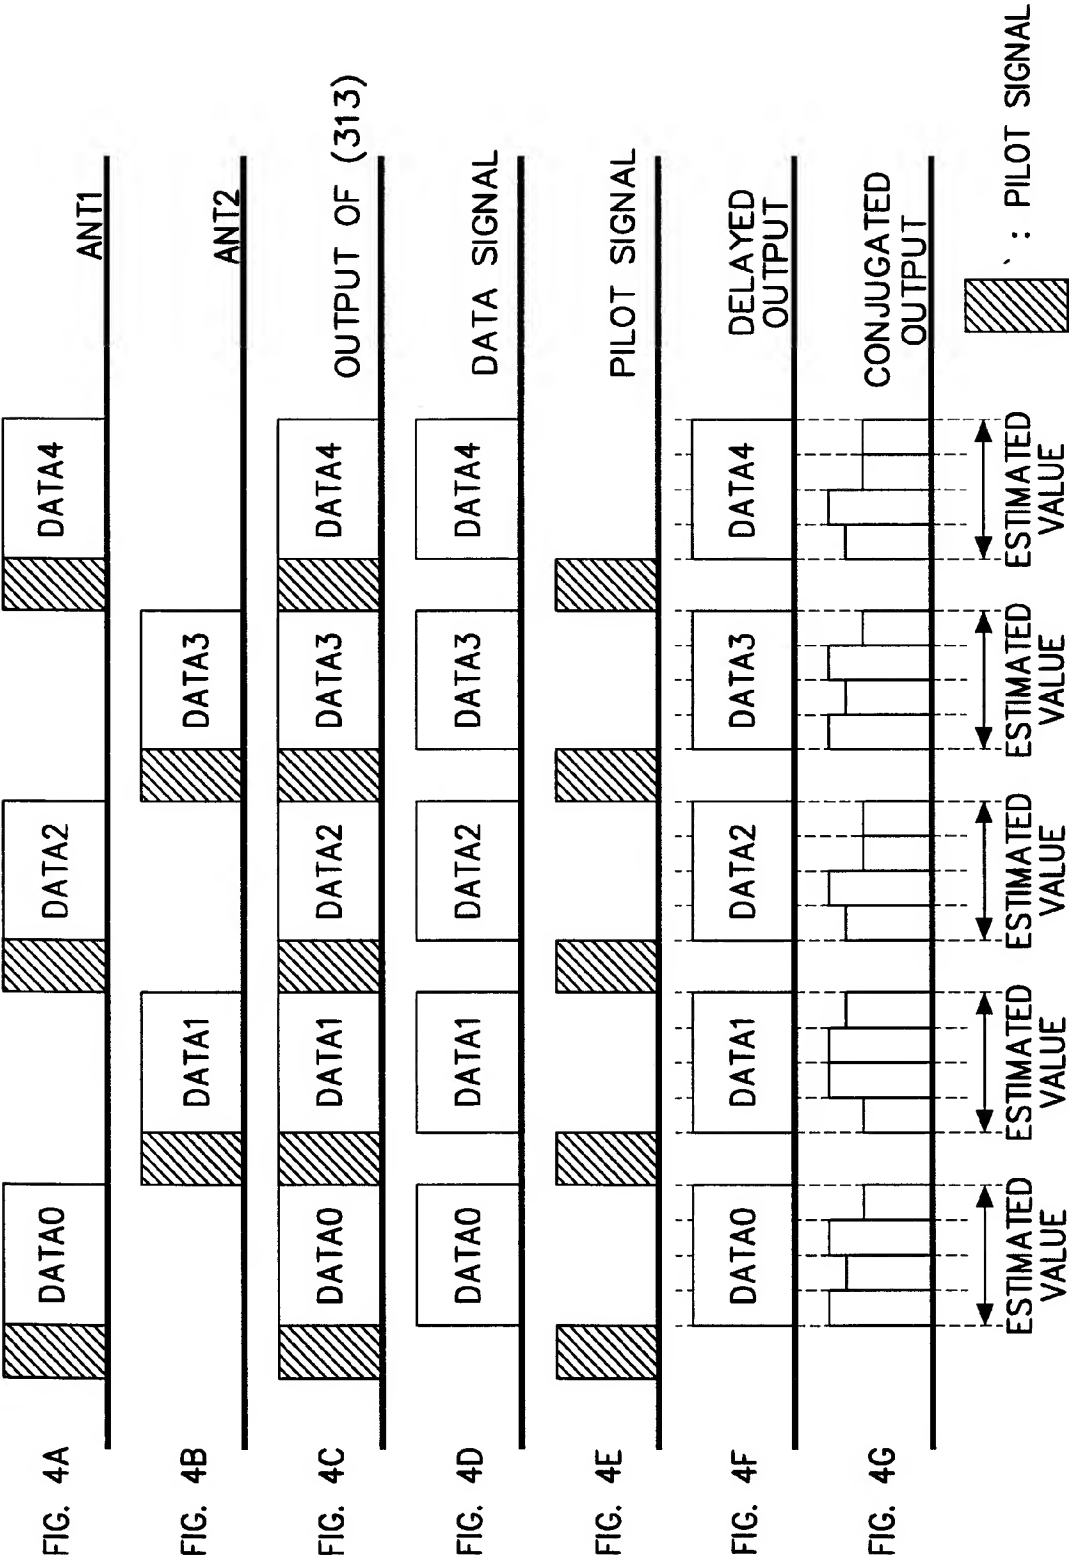 FIG. 4A
DATA0
DATA2
DATA4
ANT1
FIG. 4B
DATA1
DATA3
ANT2
FIG. 4C
DATA0
DATA1
DATA2
DATA3
DATA4
OUTPUT OF (313)
FIG. 4D
DATA0
DATA1
DATA2
DATA3
DATA4
DATA SIGNAL
FIG. 4E
PILOT SIGNAL
FIG. 4F
DATA0
DATA1
DATA2
DATA3
DATA4
DELAYED
OUTPUT
FIG. 4G
CONJUGATED
OUTPUT
ESTIMATED
VALUE
ESTIMATED
VALUE
ESTIMATED
VALUE
ESTIMATED
VALUE
ESTIMATED
VALUE
: PILOT SIGNAL